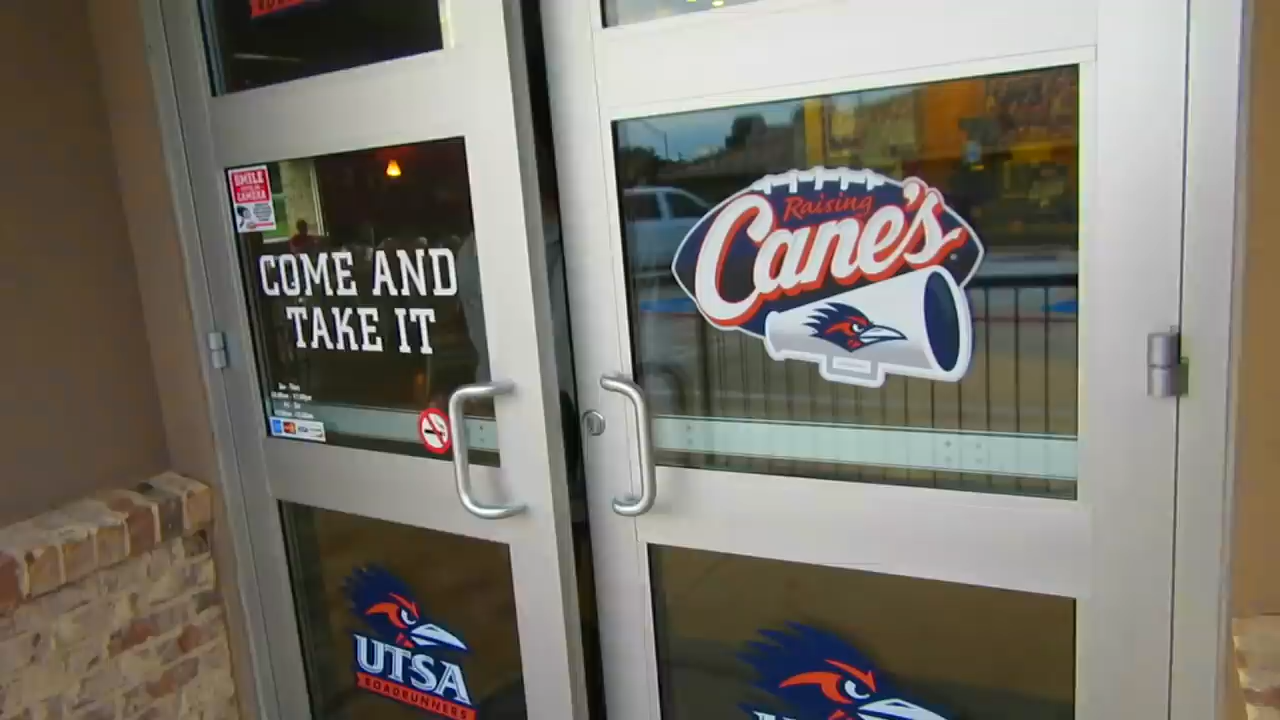 SMILE
CAMERA
COME AND
TAKE IT
Raising
Cane's
UTSA
ROADRUNNERS